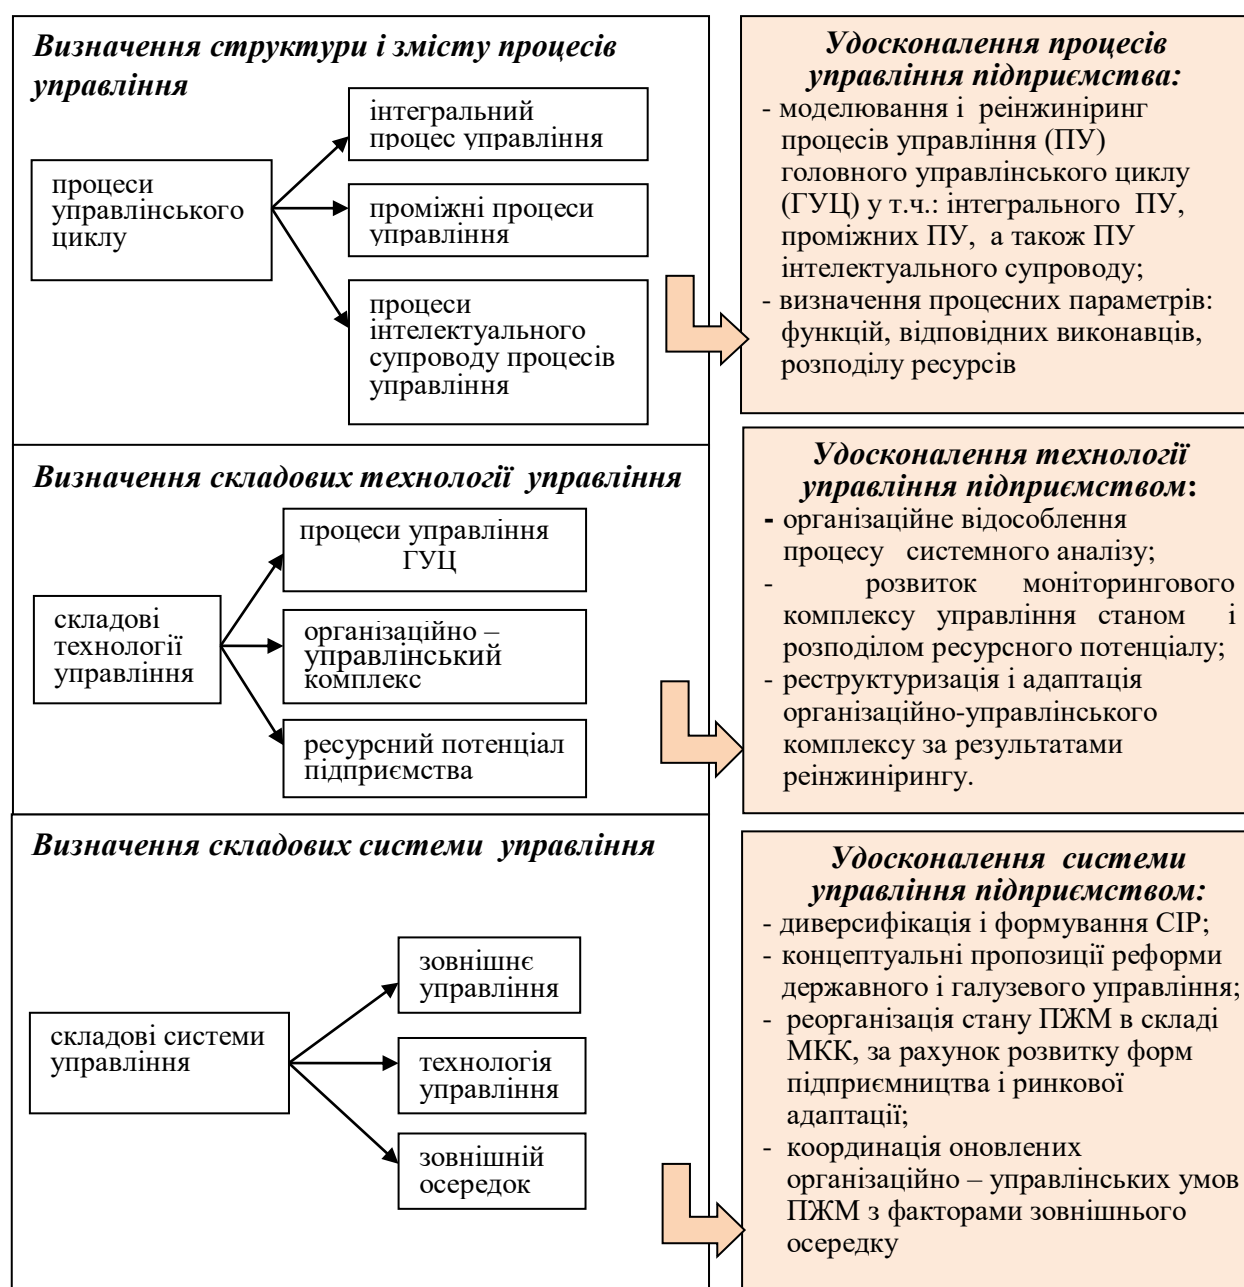 Визначення структури і змісту процесів
управління
процеси
управлінського
циклу
інтегральний
процес управління
проміжні процеси
управління
процеси
інтелектуального
супроводу процесів
управління
Удосконалення процесів
управління підприємства:
- моделювання і реінжиніринг
процесів управління (ПУ)
головного управлінського циклу
(ГУЦ) у т.ч.: інтегрального ПУ,
проміжних ПУ, а також ПУ
інтелектуального супроводу;
- визначення процесних параметрів:
функцій, відповідних виконавців,
розподілу ресурсів
Визначення складових технології управління
складові
технології
управління
процеси управління
ГУЦ
організаційно –
управлінський
комплекс
ресурсний потенціал
підприємства
Удосконалення технології
управління підприємством:
- організаційне відособлення
процесу системного аналізу;
- розвиток моніторингового
комплексу управління станом і
розподілом ресурсного потенціалу;
- реструктуризація і адаптація
організаційно-управлінського
комплексу за результатами
реінжинірингу.
Визначення складових системи управління
складові системи
управління
зовнішнє
управління
технологія
управління
зовнішній
осередок
Удосконалення системи
управління підприємством:
- диверсифікація і формування СІР;
- концептуальні пропозиції реформи
державного і галузевого управління;
- реорганізація стану ПЖМ в складі
МКК, за рахунок розвитку форм
підприємництва і ринкової
адаптації;
- координація оновлених
організаційно – управлінських умов
ПЖМ з факторами зовнішнього
осередку